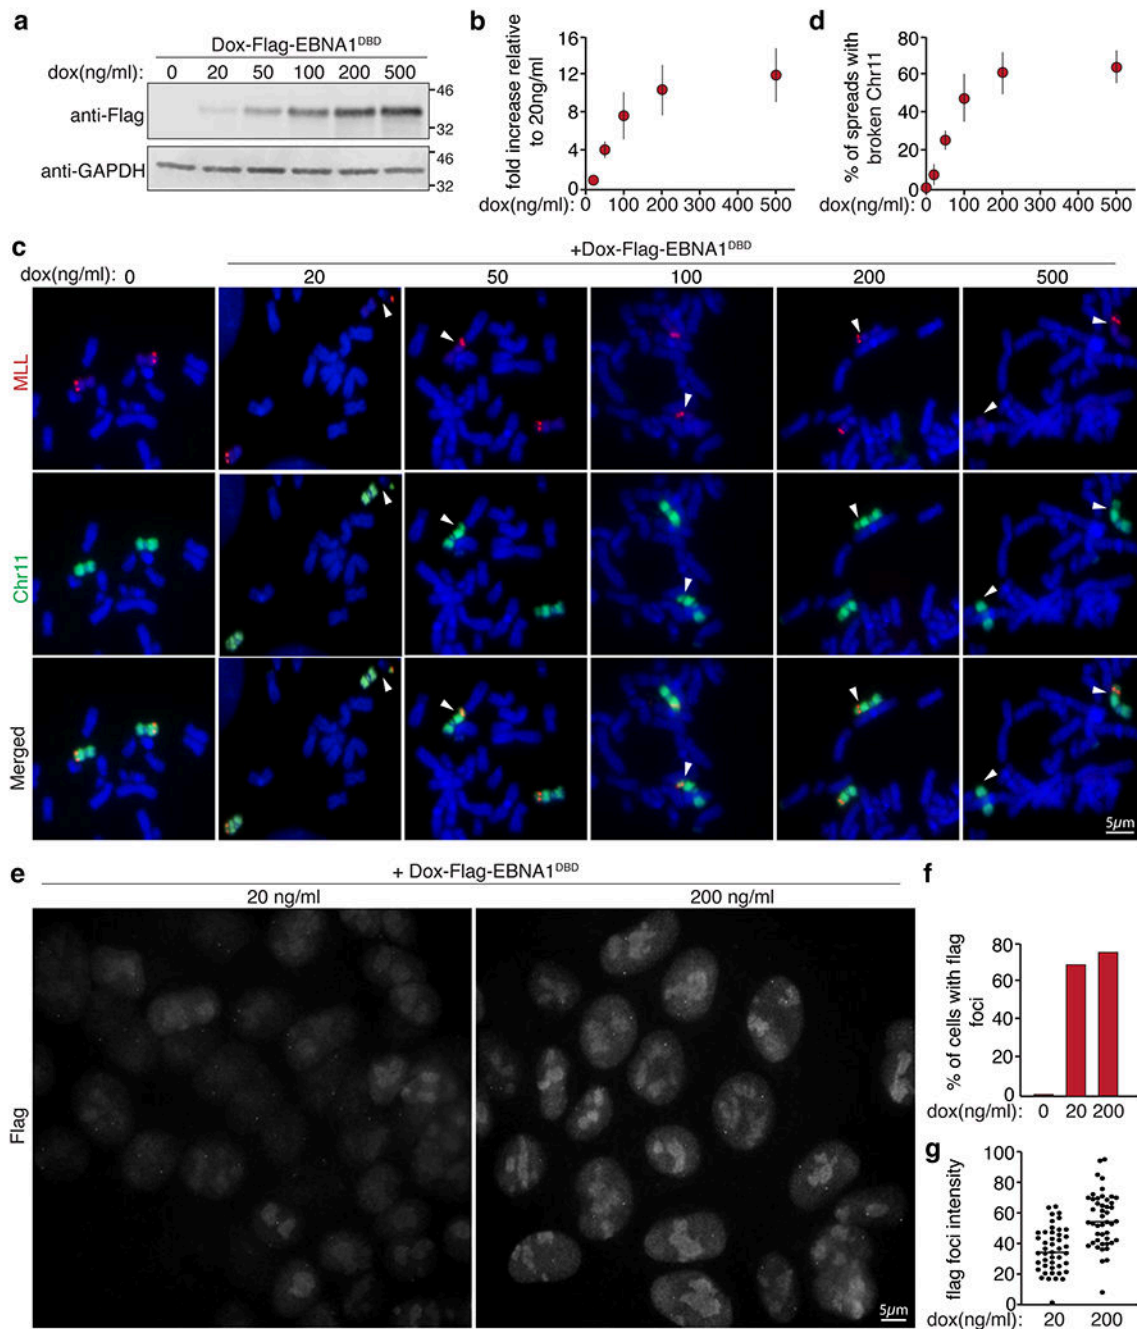 a
Dox-Flag-EBNA1DBD
dox(ng/ml): 0 20 50 100 200 500
anti-Flag
46
32
anti-GAPDH
46
32
b
fold increase relative
to 20ng/ml
16
12
8
4
0
dox(ng/ml): 0 100 200 300 400 500
d
% of spreads with
broken Chr11
80
60
40
20
0
dox(ng/ml): 0 100 200 300 400 500
c
+Dox-Flag-EBNA1DBD
dox(ng/ml): 0 20 50 100 200 500
MLL
Chr11
Merged
5µm
e
+ Dox-Flag-EBNA1DBD
20 ng/ml 200 ng/ml
Flag
5µm
f
% of cells with flag
foci
80
60
40
20
0
dox(ng/ml): 0 20 200
g
flag foci intensity
100
80
60
40
20
0
dox(ng/ml): 20 200